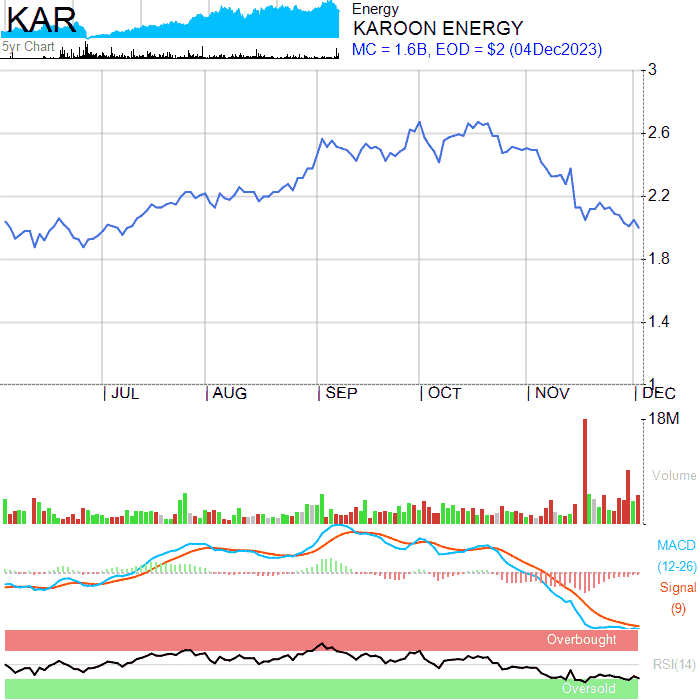 KAR
5yr Chart
Energy
KAROON ENERGY
MC = 1.6B, EOD = $2 (04Dec2023)
3
2.6
2.2
1.8
1.4
1
JUL AUG SEP OCT NOV DEC
18M
Volume
MACD
(12-26)
Signal
(9)
Overbought
RSI(14)
Oversold